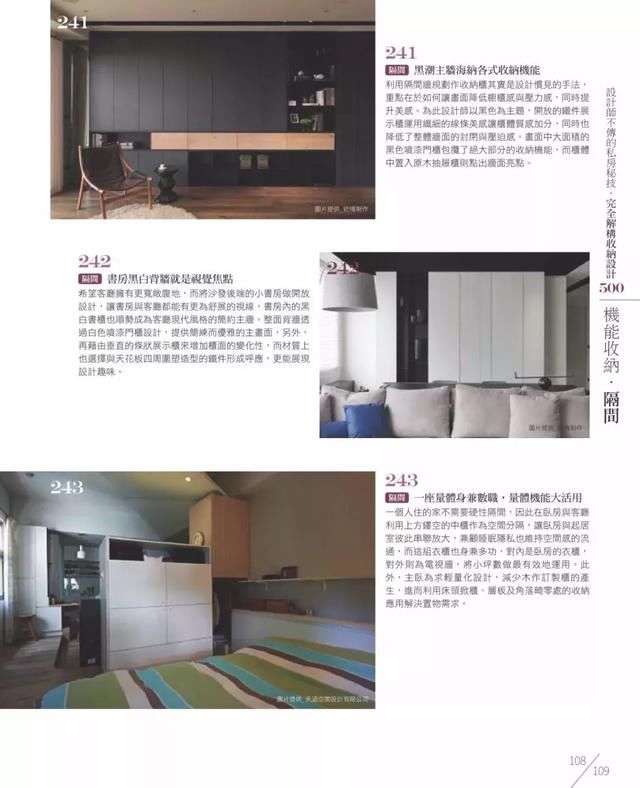 241
241
隔間 黑潮主牆海納各式收納機能
利用隔間牆規劃作收納櫃其實是設計慣見的手法，
重點在於如何讓畫面降低櫥櫃感與壓力感，同時提
升美感。為此設計師以黑色為主題，開放的鐵件展
示櫃運用纖細的線條美感讓櫃體質感加分，同時也
降低了整體牆面的封閉與壓迫感。畫面中大面積的
黑色噴漆門櫃包攬了絕大部分的收納機能，而櫃體
中置入原木抽屜櫃則點出牆面亮點。
圖片提供_近境制作
242
隔間 書房黑白背牆就是視覺焦點
希望客廳擁有更寬敞腹地，而將沙發後端的小書房做開放
設計，讓書房與客廳都能有更為舒展的視線，書房內的黑
白書櫃也順勢成為客廳現代風格的簡約主牆。整面背牆透
過白色噴漆門櫃設計，提供簡練而優雅的主畫面，另外，
再藉由垂直的條狀展示櫃來增加櫃面的變化性，而材質上
也選擇與天花板四周圍塑造型的鐵件形成呼應，更能展現
設計趣味。
242
圖片提供_近境制作
243
243
隔間 一座量體身兼數職，量體機能大活用
一個人住的家不需要硬性隔間，因此在臥房與客廳
利用上方鏤空的中櫃作為空間分隔，讓臥房與起居
室彼此串聯放大，兼顧睡眠隱私也維持空間感的流
通，而這組衣櫃也身兼多功，對內是臥房的衣櫃，
對外則為電視牆，將小坪數做最有效地運用。此
外，主臥為求輕量化設計，減少木作訂製櫃的產
生，進而利用床頭掀櫃、層板及角落畸零處的收納
應用解決置物需求。
圖片提供_天涵空間設計有限公司
設計師不傳的私房秘技．完全解構收納設計500
機能收納．隔間
108
109